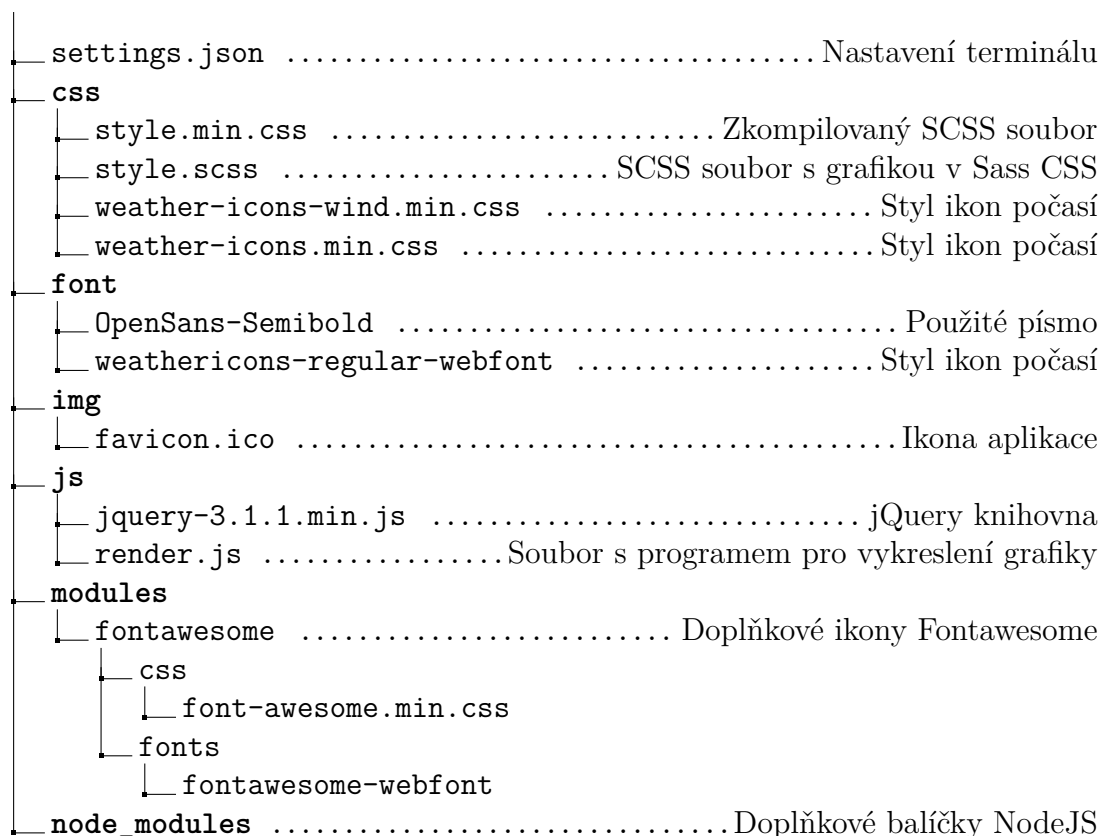 settings.json ..................................... Nastavení terminálu
css
style.min.css ........................... Zkompilovaný SCSS soubor
style.scss ....................... SCSS soubor s grafikou v Sass CSS
weather-icons-wind.min.css ....................... Styl ikon počasí
weather-icons.min.css ............................. Styl ikon počasí
font
OpenSans-Semibold ................................... Použité písmo
weathericons-regular-webfont ..................... Styl ikon počasí
img
favicon.ico .......................................... Ikona aplikace
js
jquery-3.1.1.min.js .............................. jQuery knihovna
render.js ................. Soubor s programem pro vykreslení grafiky
modules
fontawesome .......................... Doplňkové ikony Fontawesome
css
font-awesome.min.css
fonts
fontawesome-webfont
node_modules ................................ Doplňkové balíčky NodeJS